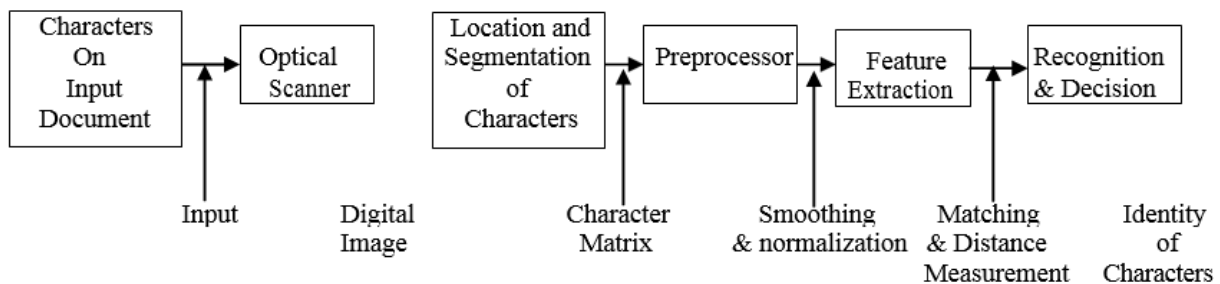 Characters
On
Input
Document
Optical
Scanner
Location and
Segmentation
of
Characters
Preprocessor
Feature
Extraction
Recognition
& Decision
Input
Digital
Image
Character
Matrix
Smoothing
& normalization
Matching
& Distance
Measurement
Identity
of
Characters